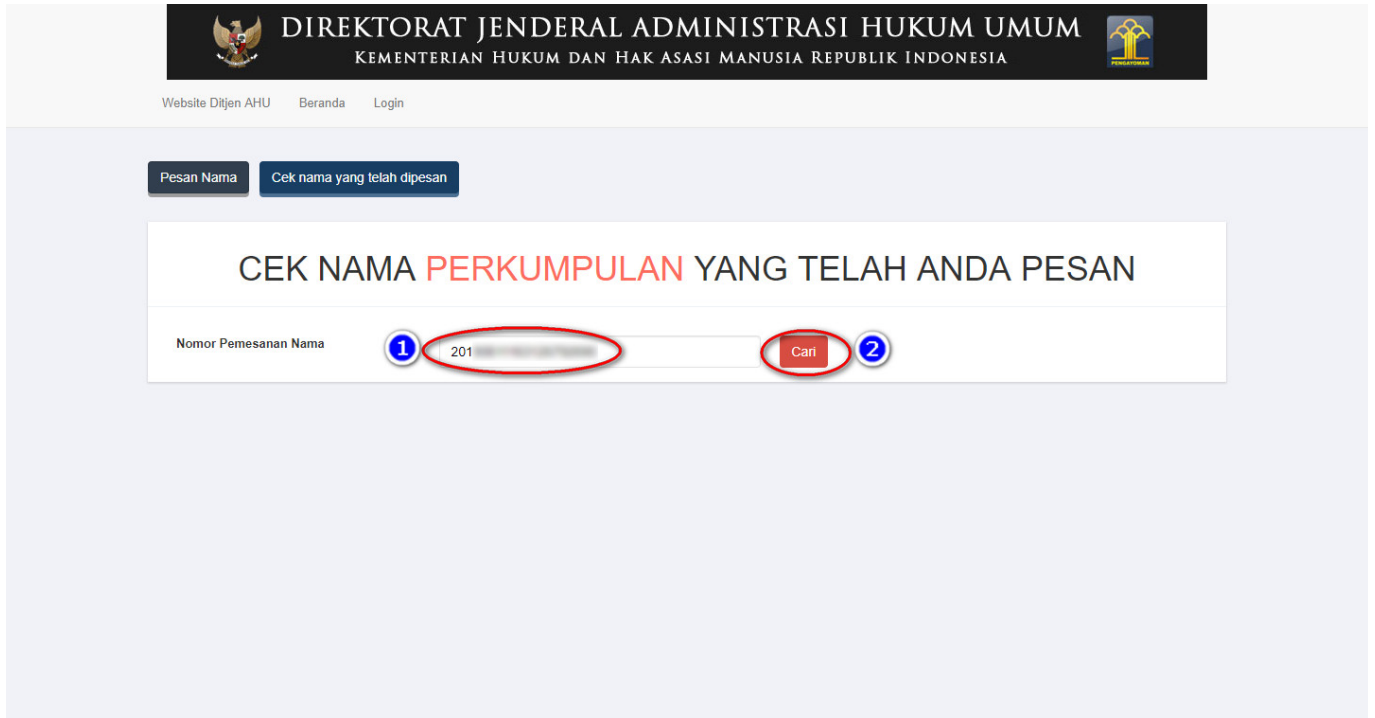 DIREKTORAT JENDERAL ADMINISTRASI HUKUM UMUM
KEMENTERIAN HUKUM DAN HAK ASASI MANUSIA REPUBLIK INDONESIA
PENGAYOMAN
Website Ditjen AHU Beranda Login
Pesan Nama Cek nama yang telah dipesan
CEK NAMA PERKUMPULAN YANG TELAH ANDA PESAN
Nomor Pemesanan Nama 1 201 Cari 2